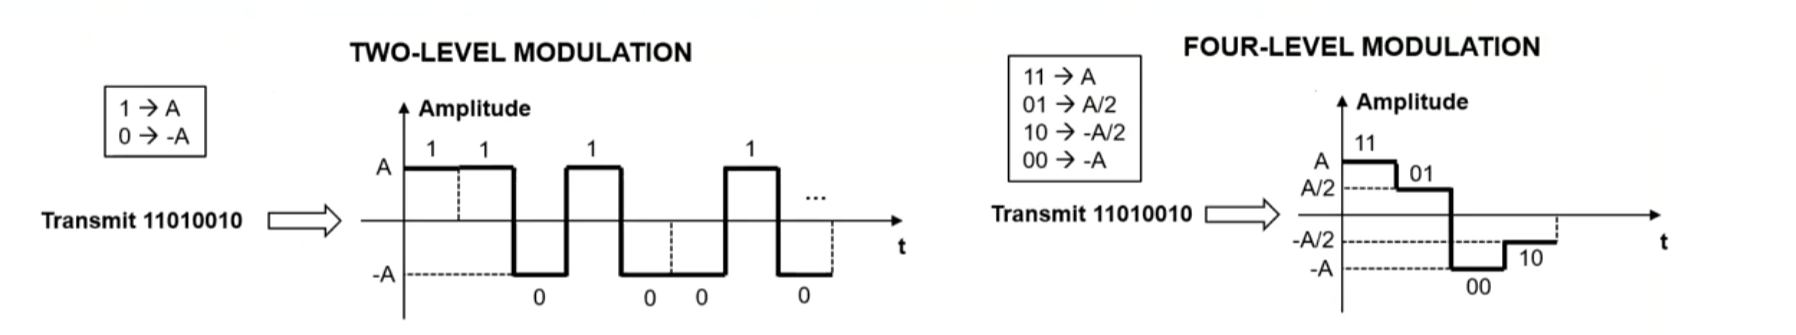 TWO-LEVEL MODULATION
1 → A
0 → -A
Transmit 11010010
Amplitude
A
-A
1
1
0
1
0
0
1
0
...
t
FOUR-LEVEL MODULATION
11 → A
01 → A/2
10 → -A/2
00 → -A
Transmit 11010010
Amplitude
A
A/2
-A/2
-A
11
01
00
10
t